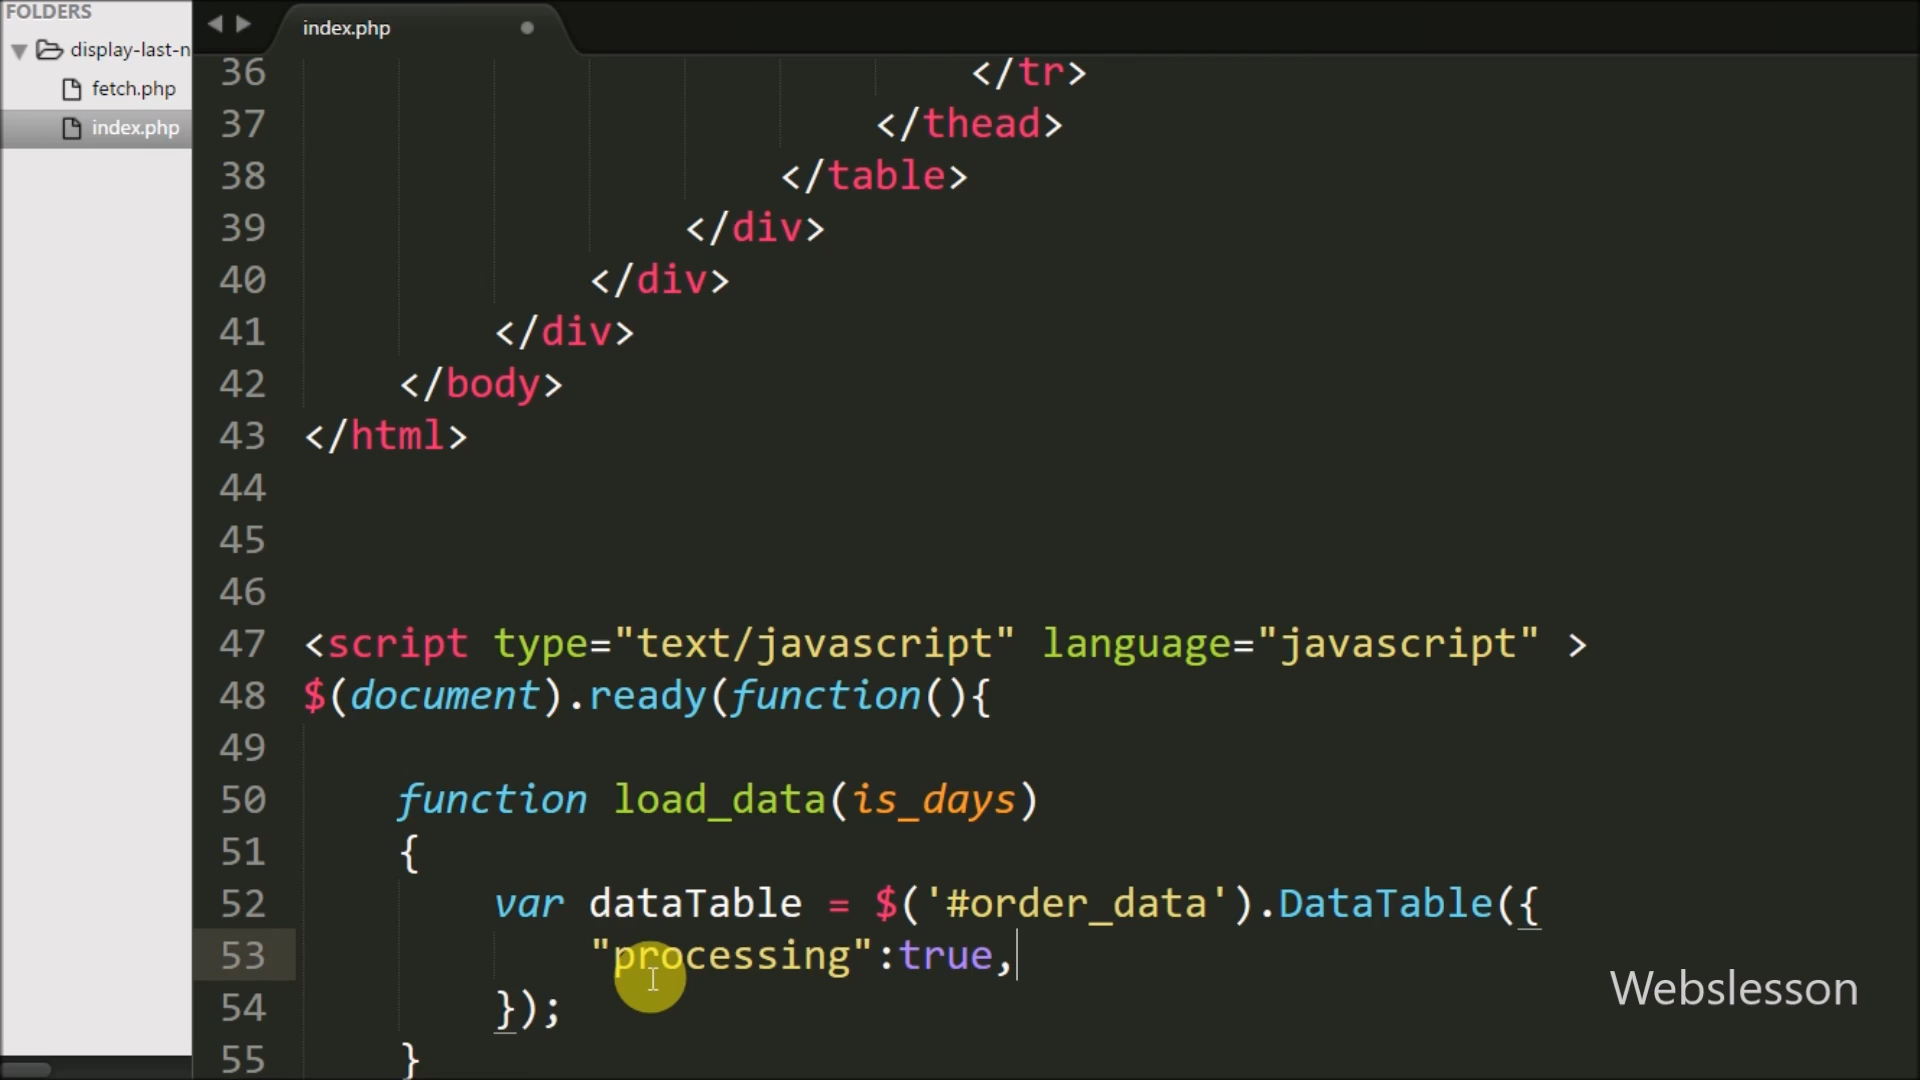 FOLDERS
display-last-n
fetch.php
index.php
index.php
36 </tr>
37 </thead>
38 </table>
39 </div>
40 </div>
41 </div>
42 </body>
43 </html>
44
45
46
47 <script type="text/javascript" language="javascript" >
48 $(document).ready(function(){
49
50 function load_data(is_days)
51 {
52 var dataTable = $('#order_data').DataTable({
53 "processing":true,
54 });
55 }
Webslesson